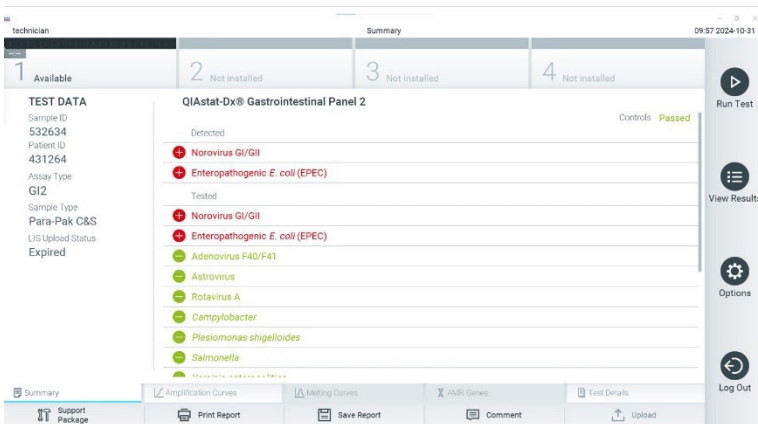 technician Summary 09:57 2024-10-31
1 Available
2 Not installed
3 Not installed
4 Not installed
TEST DATA
Sample ID
532634
Patient ID
431264
Assay Type
GI2
Sample Type
Para-Pak C&S
LIS Upload Status
Expired
QIAstat-Dx® Gastrointestinal Panel 2
Controls Passed
Detected
Norovirus GI/GII
Enteropathogenic E. coli (EPEC)
Tested
Norovirus GI/GII
Enteropathogenic E. coli (EPEC)
Adenovirus F40/F41
Astrovirus
Rotavirus A
Campylobacter
Plesiomonas shigelloides
Salmonella
Run Test
View Results
Options
Log Out
Summary
Amplification Curves
Melting Curves
AMR Genes
Test Details
Support Package
Print Report
Save Report
Comment
Upload